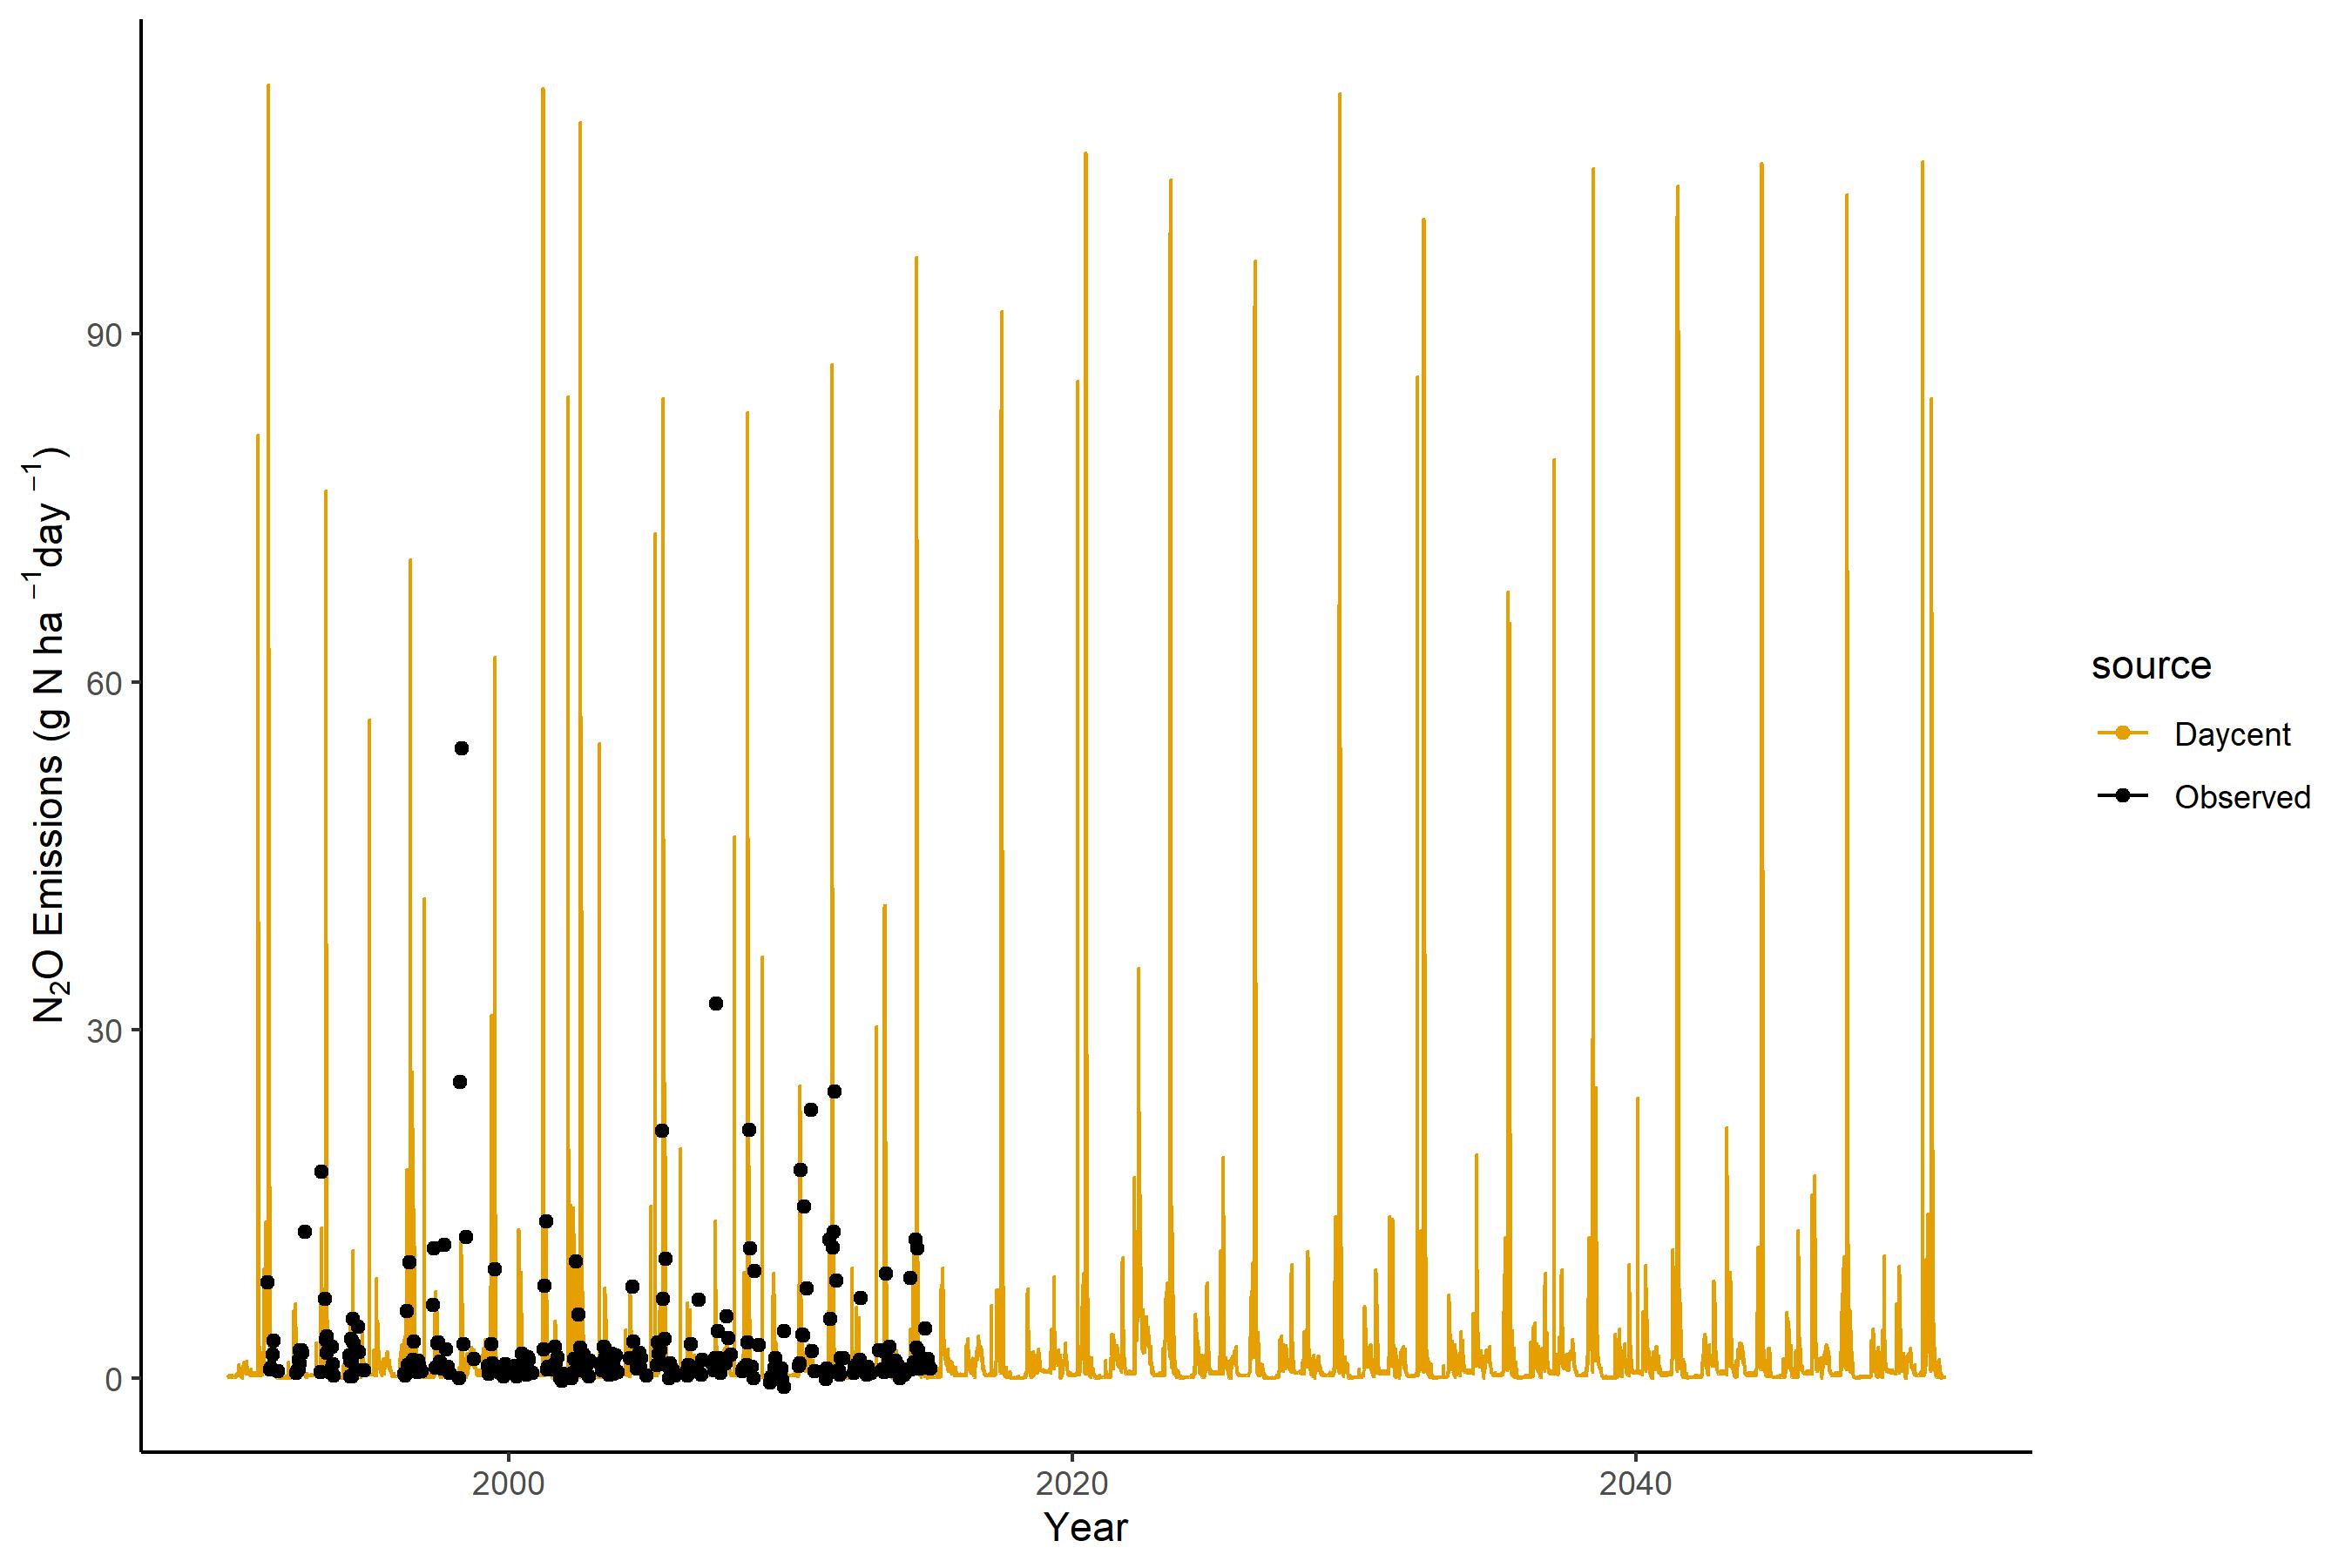 N₂O Emissions (g N ha ⁻¹day ⁻¹)
90
60
30
0
2000
2020
2040
Year
source
Daycent
Observed